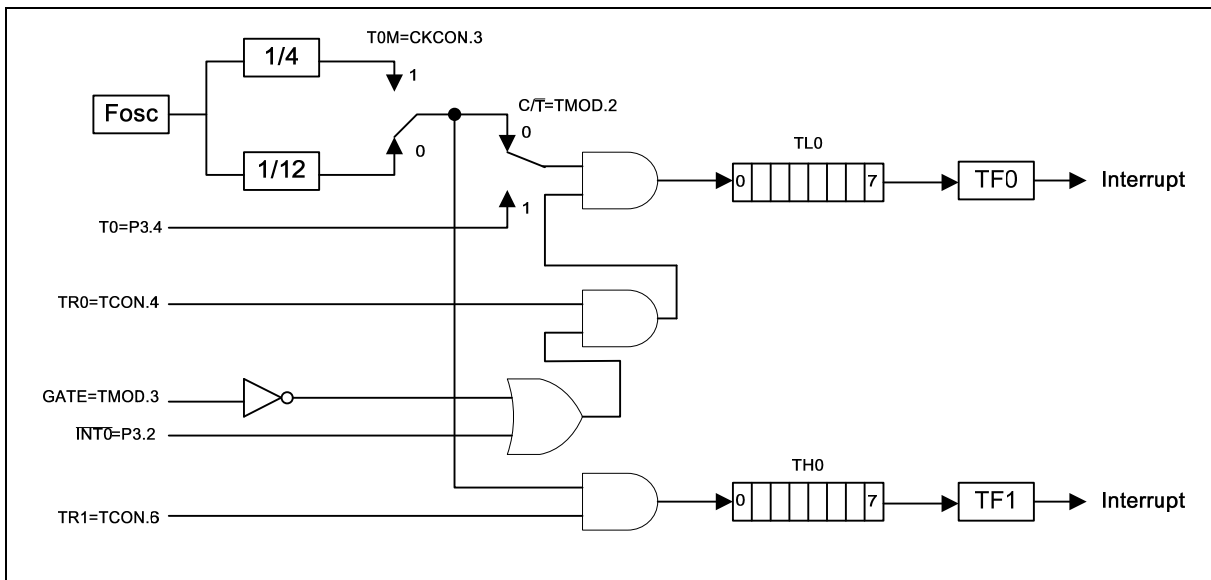 T0M=CKCON.3
1/4
1
Fosc
C/T̅=TMOD.2
0
0
1/12
1
T0=P3.4
TL0
0 7
TF0
Interrupt
TR0=TCON.4
GATE=TMOD.3
I̅N̅T̅0̅=P3.2
TH0
0 7
TF1
Interrupt
TR1=TCON.6